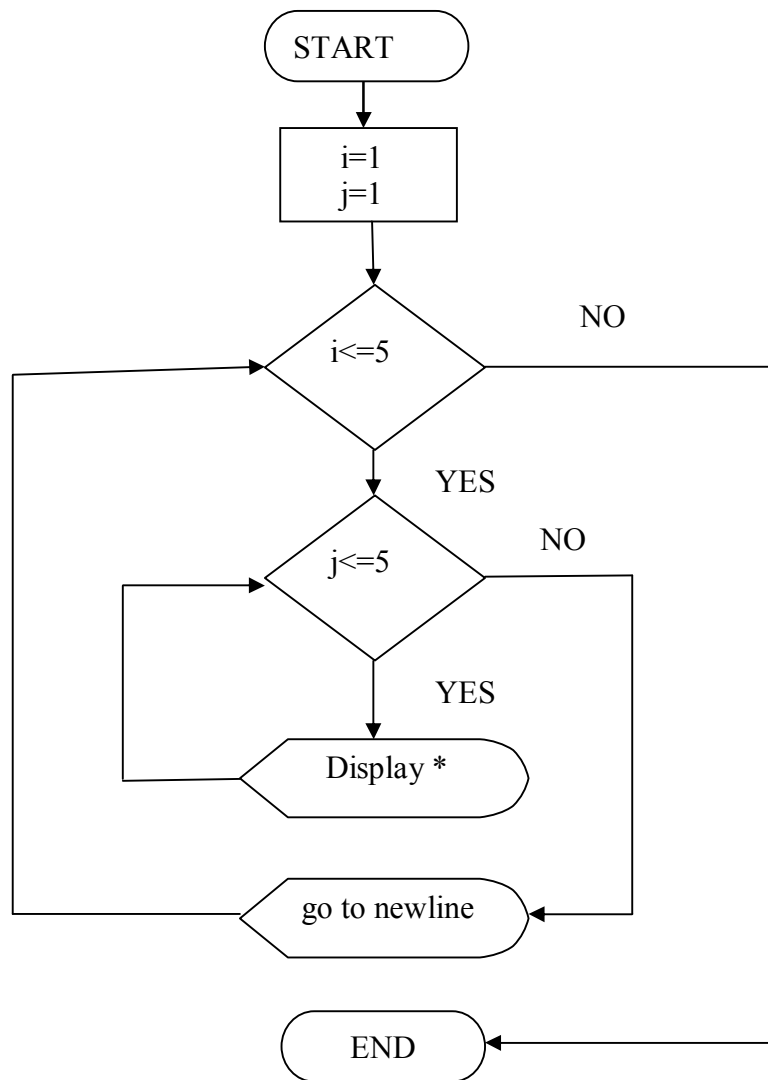 START
i=1
j=1
NO
i<=5
YES
NO
j<=5
YES
Display *
go to newline
END